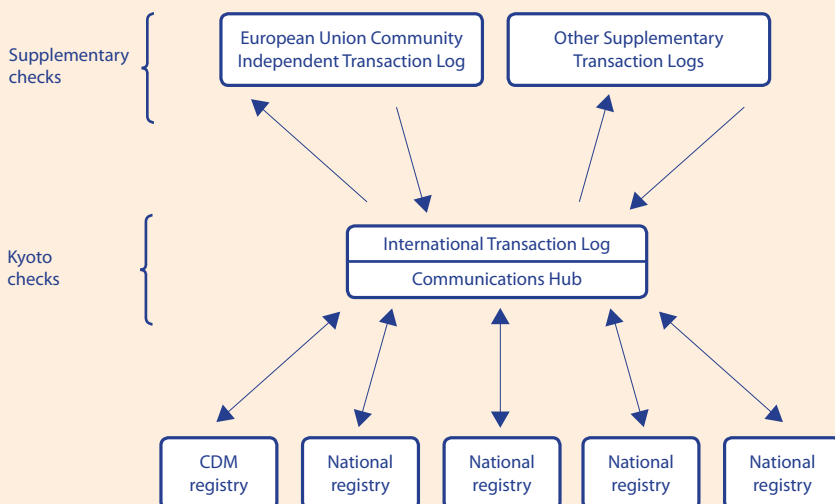 Supplementary
checks
European Union Community
Independent Transaction Log
Other Supplementary
Transaction Logs
Kyoto
checks
International Transaction Log
Communications Hub
CDM
registry
National
registry
National
registry
National
registry
National
registry